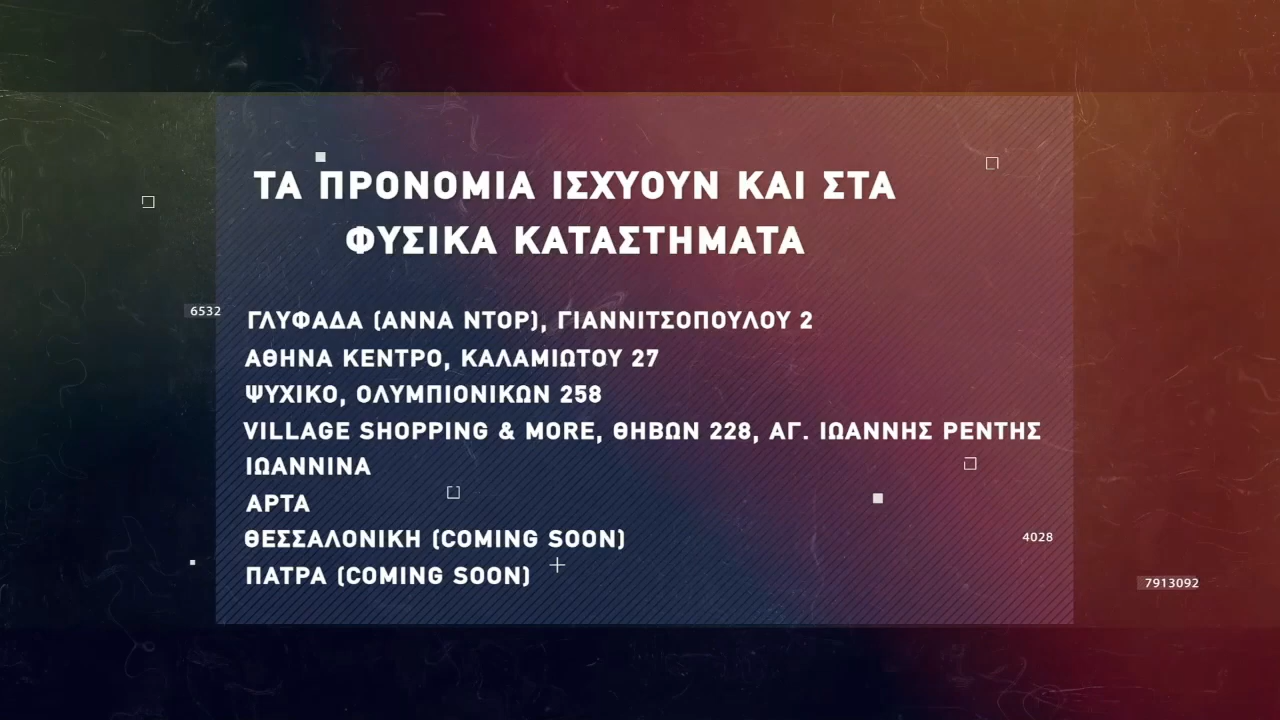 ΤΑ ΠΡΟΝΟΜΙΑ ΙΣΧΥΟΥΝ ΚΑΙ ΣΤΑ
ΦΥΣΙΚΑ ΚΑΤΑΣΤΗΜΑΤΑ
6532
ΓΛΥΦΑΔΑ (ΑΝΝΑ ΝΤΟΡ), ΓΙΑΝΝΙΤΣΟΠΟΥΛΟΥ 2
ΑΘΗΝΑ ΚΕΝΤΡΟ, ΚΑΛΑΜΙΩΤΟΥ 27
ΨΥΧΙΚΟ, ΟΛΥΜΠΙΟΝΙΚΩΝ 258
VILLAGE SHOPPING & MORE, ΘΗΒΩΝ 228, ΑΓ. ΙΩΑΝΝΗΣ ΡΕΝΤΗΣ
ΙΩΑΝΝΙΝΑ
ΑΡΤΑ
ΘΕΣΣΑΛΟΝΙΚΗ (COMING SOON)
4028
ΠΑΤΡΑ (COMING SOON)
7913092